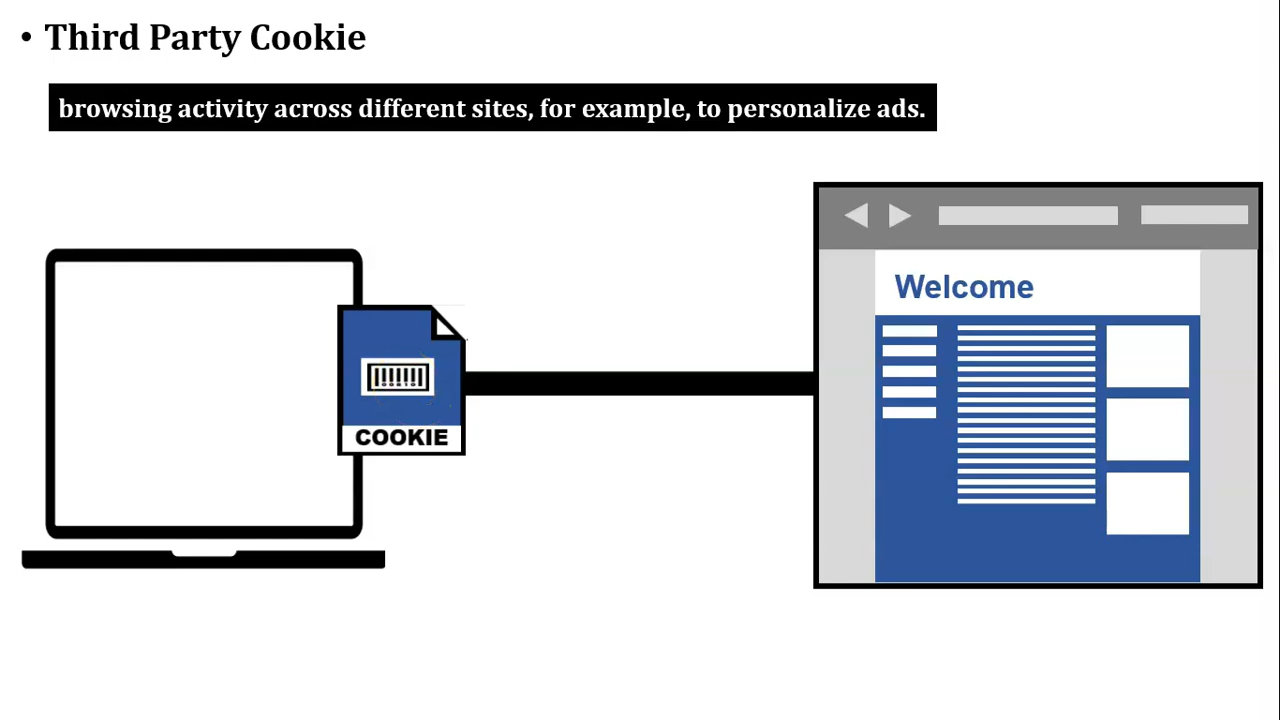 • Third Party Cookie
browsing activity across different sites, for example, to personalize ads.
Welcome
COOKIE